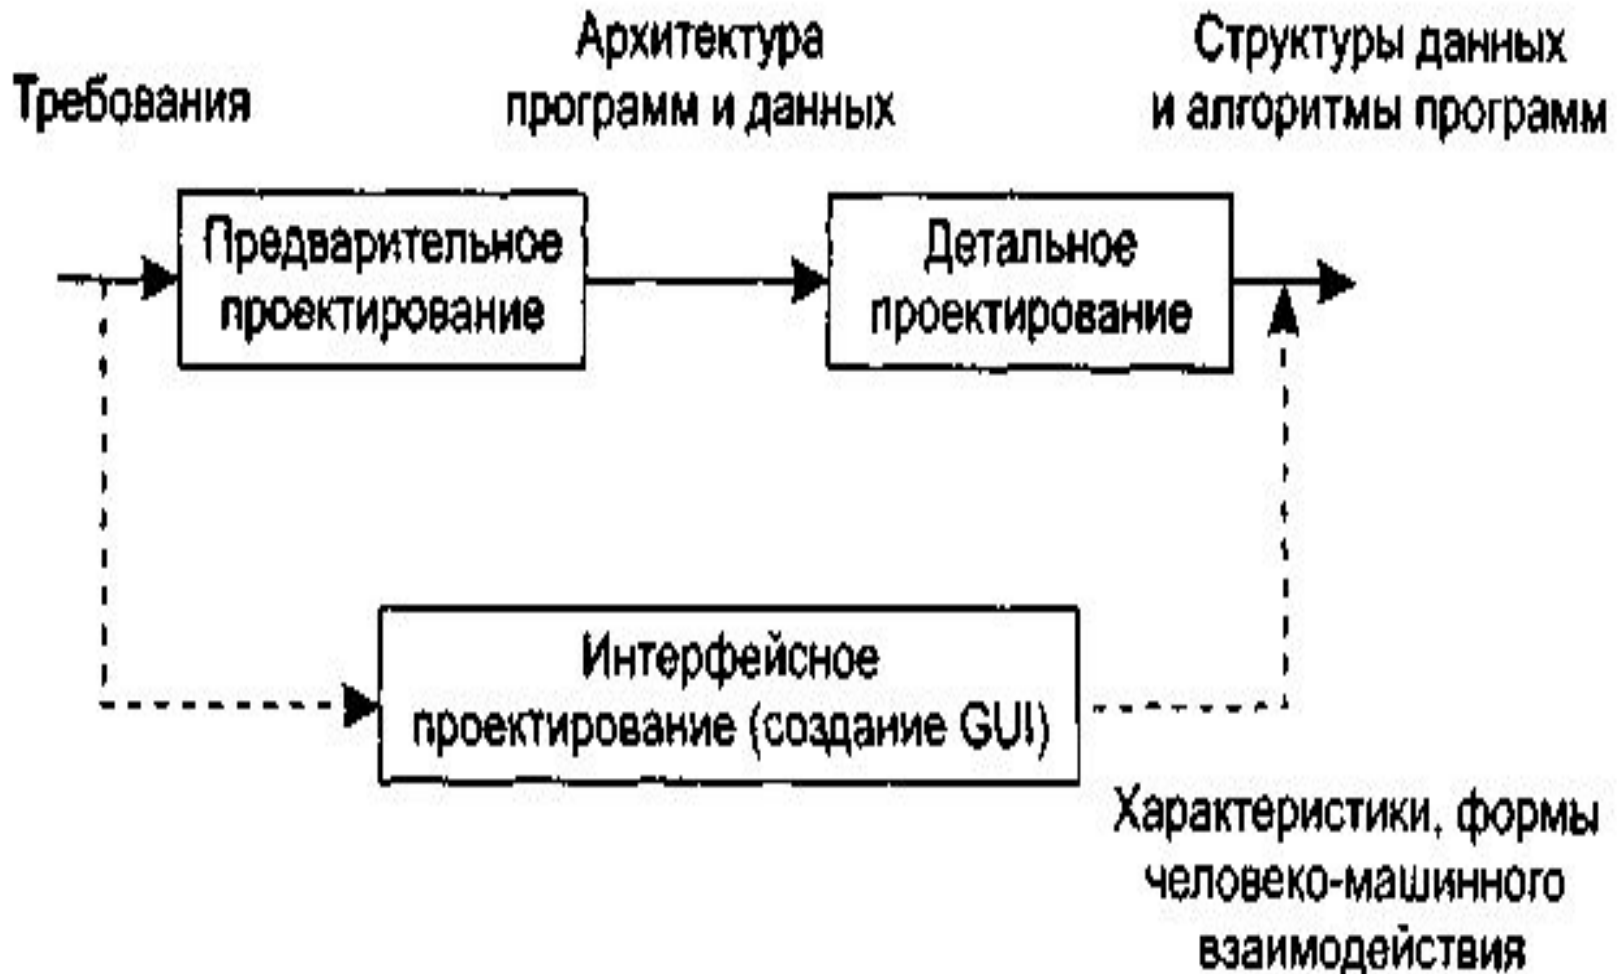 Требования
Архитектура
программ и данных
Структуры данных
и алгоритмы программ
Предварительное
проектирование
Детальное
проектирование
Интерфейсное
проектирование (создание GUI)
Характеристики, формы
человеко-машинного
взаимодействия